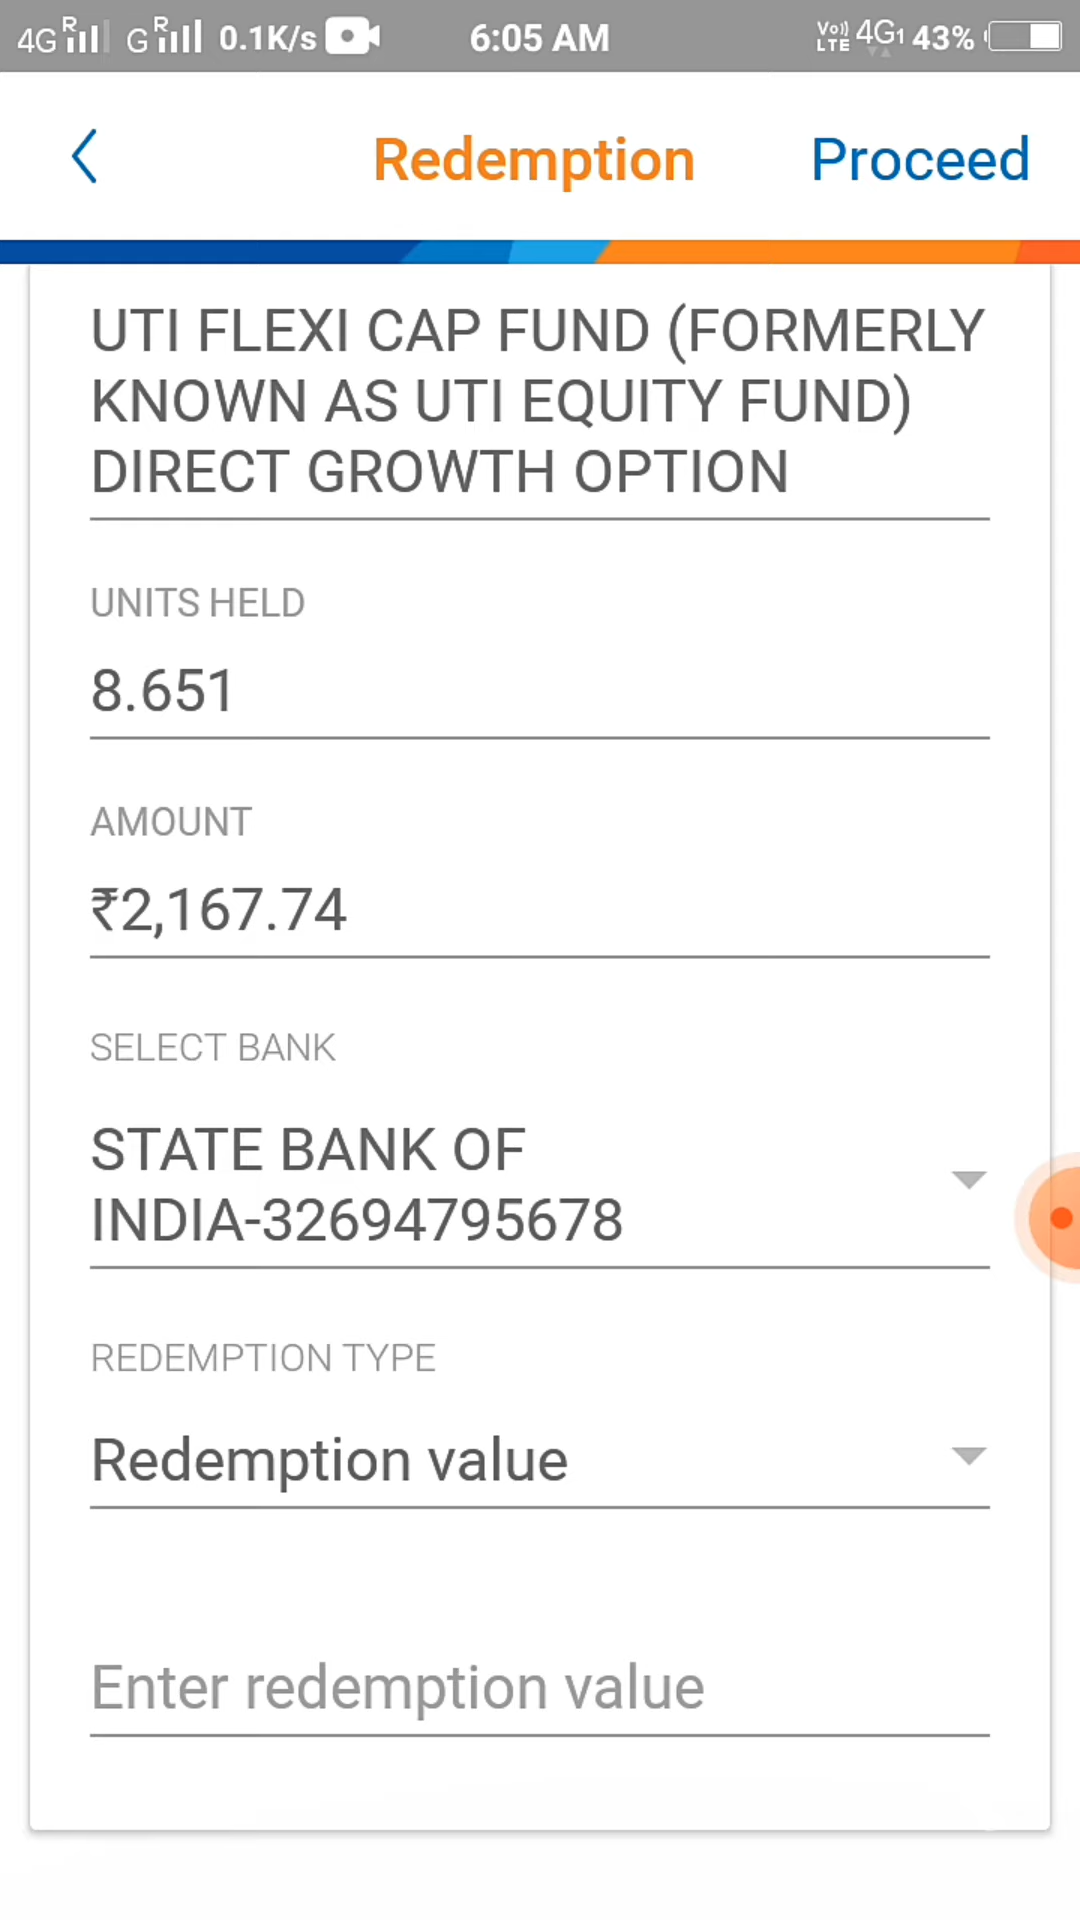 4G R G R 0.1K/s 6:05 AM Vo)) LTE 4G1 43%
Redemption Proceed
UTI FLEXI CAP FUND (FORMERLY
KNOWN AS UTI EQUITY FUND)
DIRECT GROWTH OPTION
UNITS HELD
8.651
AMOUNT
₹2,167.74
SELECT BANK
STATE BANK OF
INDIA-32694795678
REDEMPTION TYPE
Redemption value
Enter redemption value